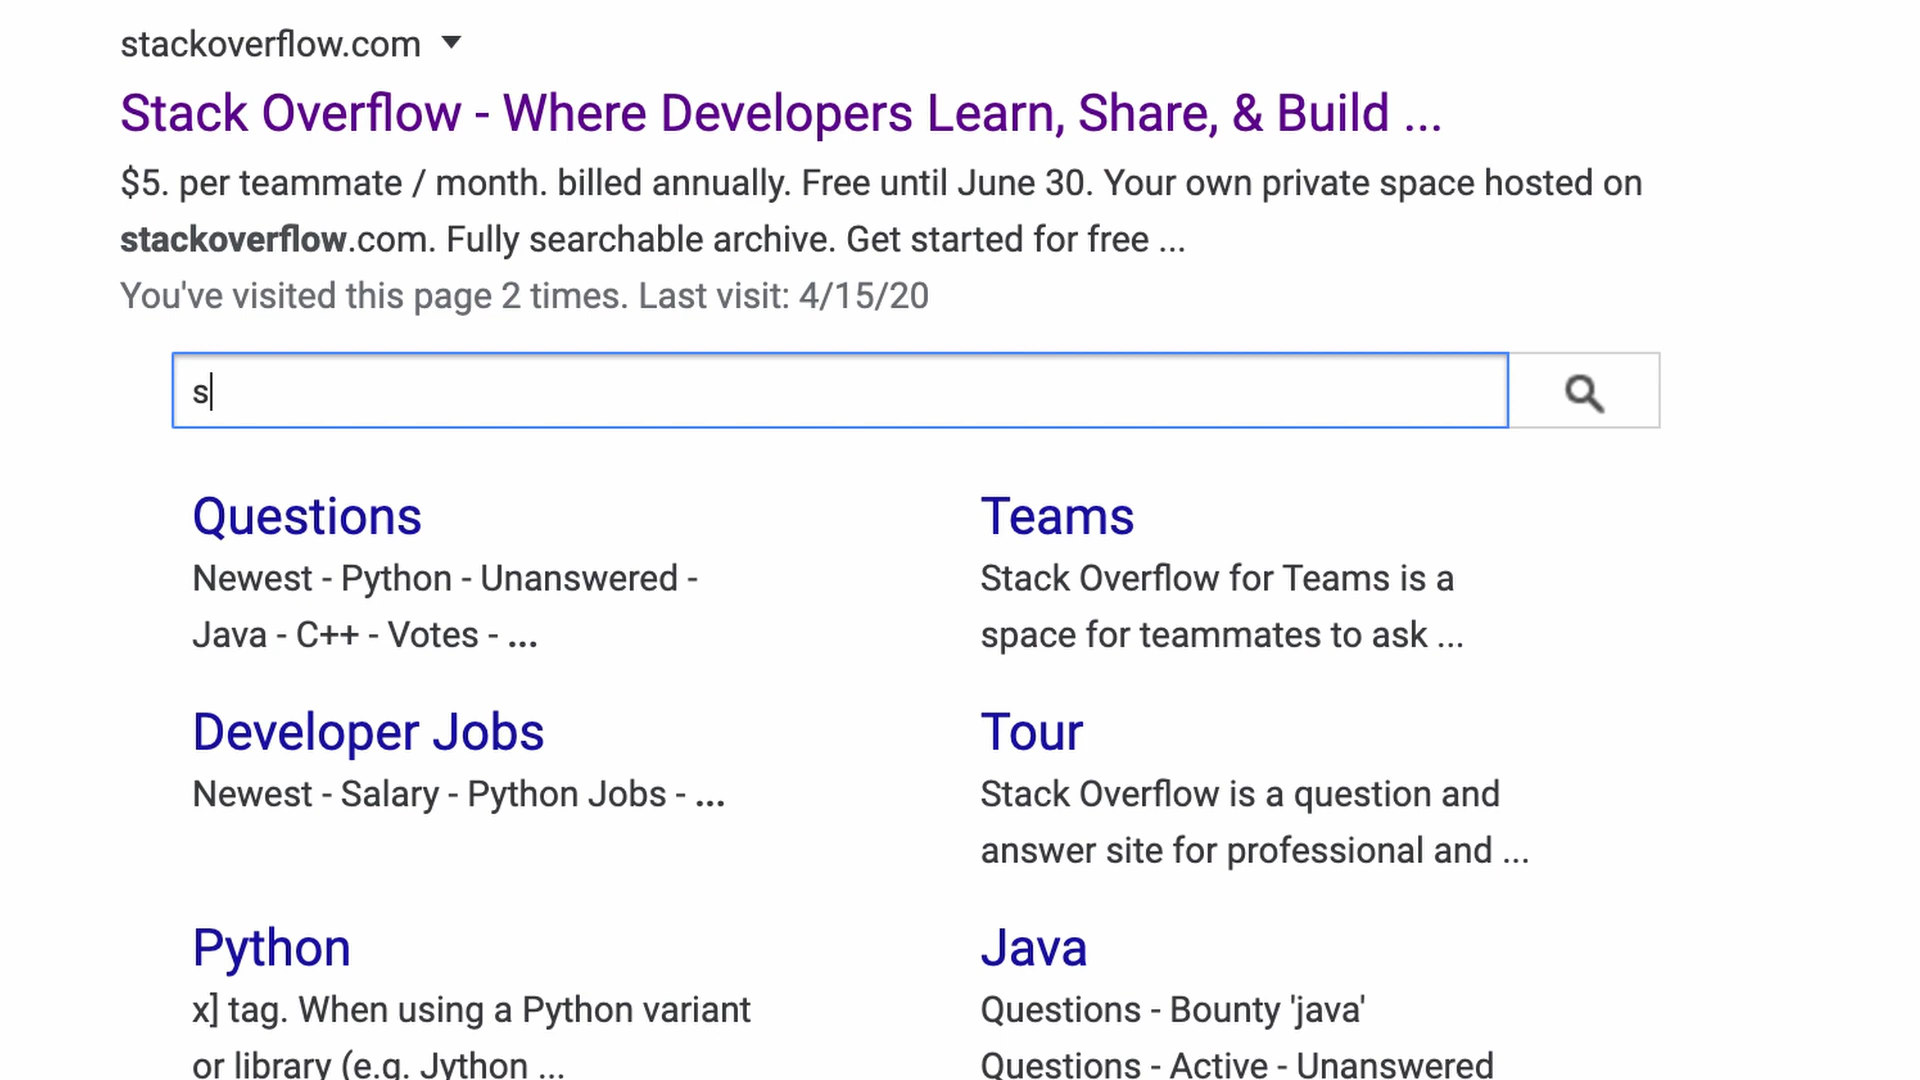 stackoverflow.com
Stack Overflow - Where Developers Learn, Share, & Build ...
$5. per teammate / month. billed annually. Free until June 30. Your own private space hosted on
stackoverflow.com. Fully searchable archive. Get started for free ...
You've visited this page 2 times. Last visit: 4/15/20
s
Questions
Newest - Python - Unanswered -
Java - C++ - Votes - ...
Teams
Stack Overflow for Teams is a
space for teammates to ask ...
Developer Jobs
Newest - Salary - Python Jobs - ...
Tour
Stack Overflow is a question and
answer site for professional and ...
Python
x] tag. When using a Python variant
or library (e.g. Jython ...
Java
Questions - Bounty 'java'
Questions - Active - Unanswered